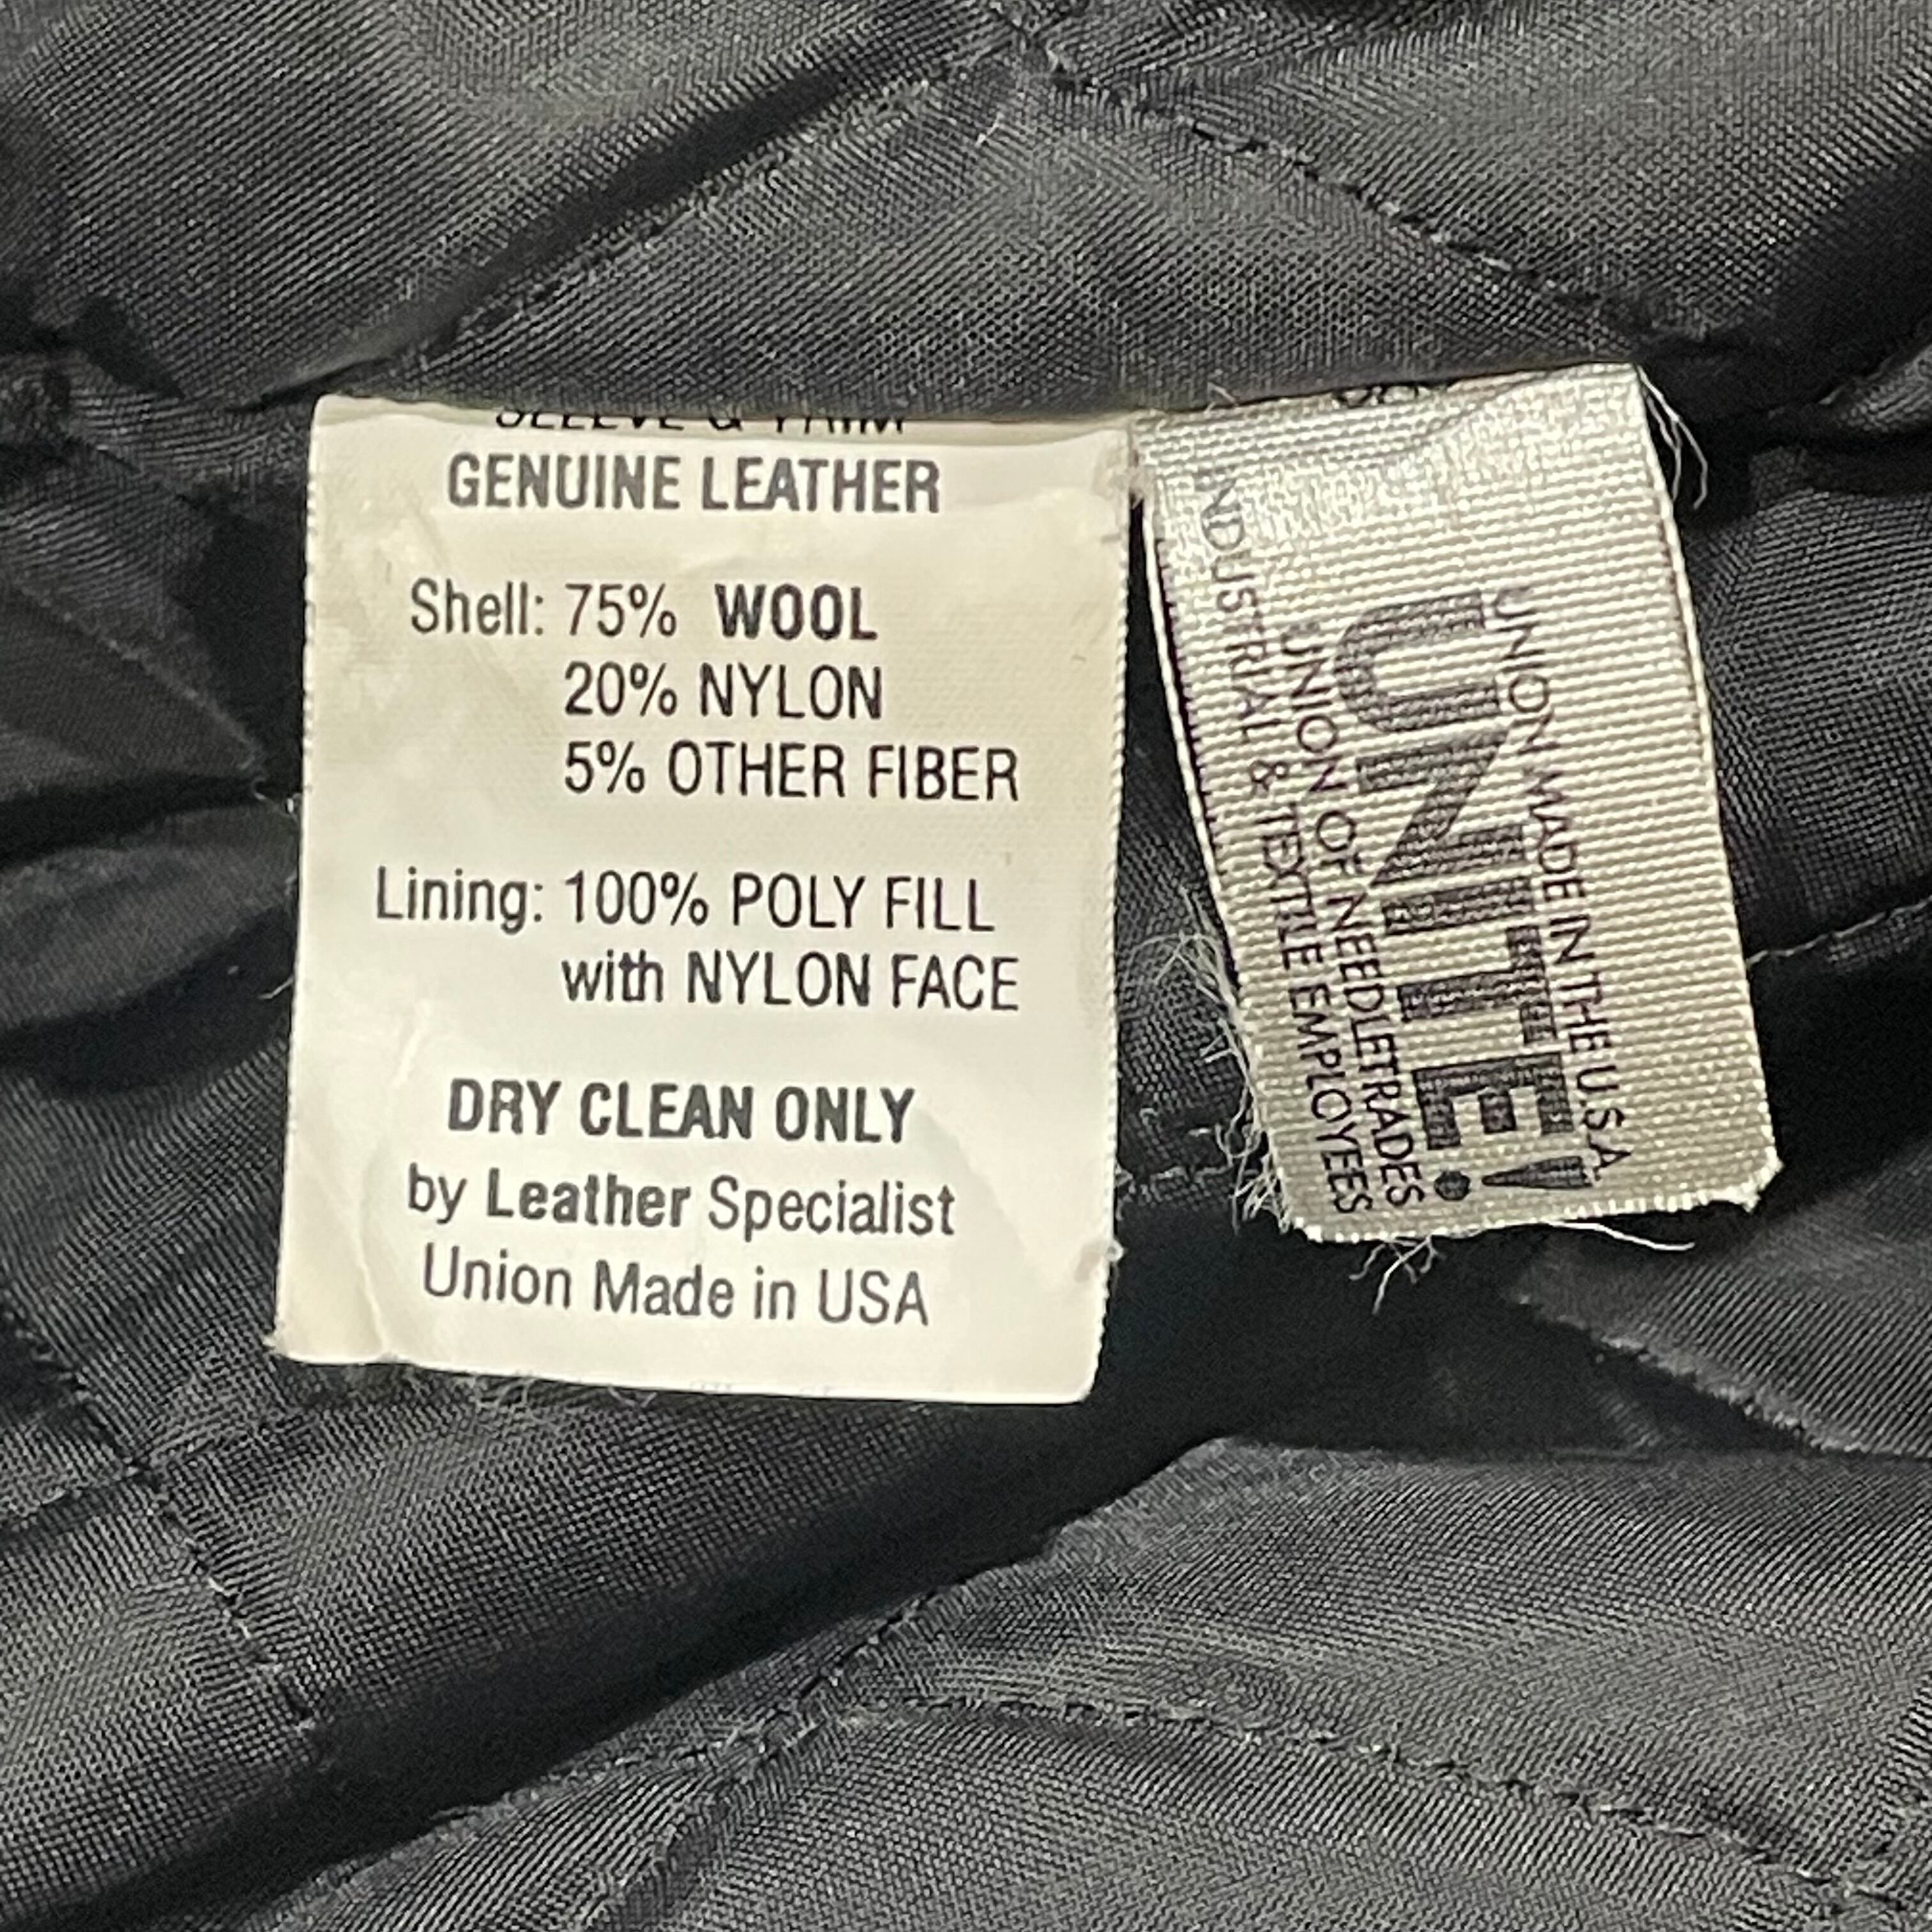 SLEEVE & TRIM
GENUINE LEATHER
Shell: 75% WOOL
20% NYLON
5% OTHER FIBER
Lining: 100% POLY FILL
with NYLON FACE
DRY CLEAN ONLY
by Leather Specialist
Union Made in USA
UNION MADE IN THE U.S.A.
UNITE!
UNION OF NEEDLETRADES
INDUSTRIAL & TEXTILE EMPLOYEES